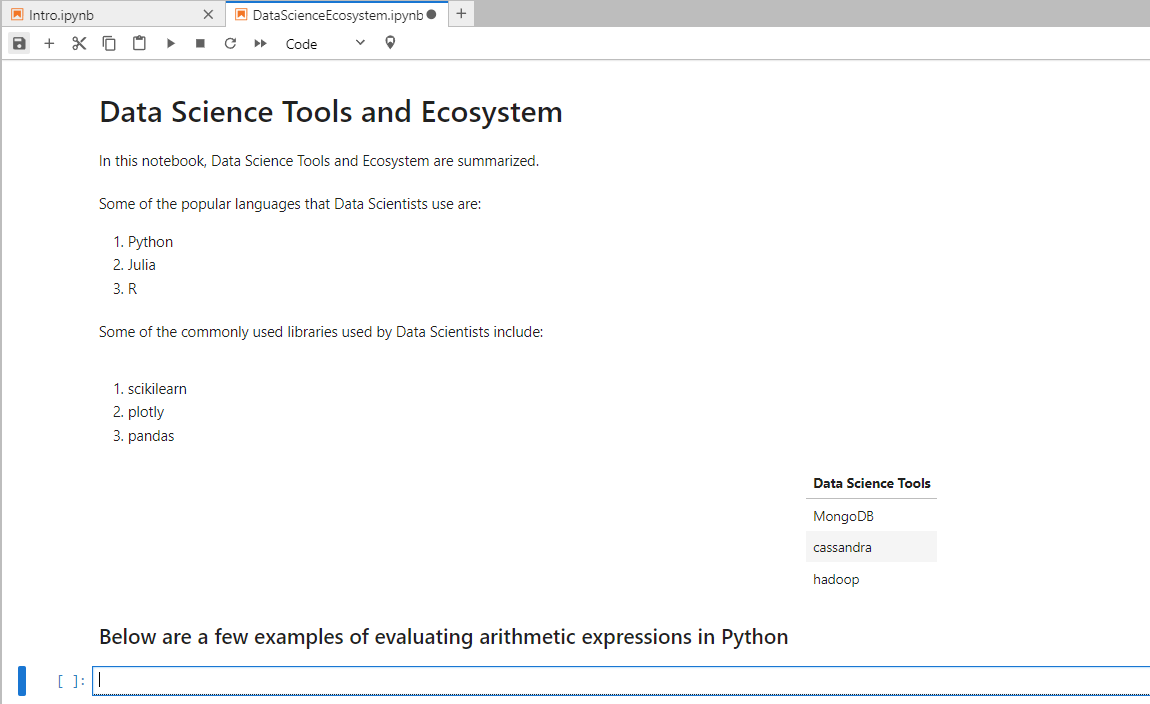 Intro.ipynb
DataScienceEcosystem.ipynb
Code
Data Science Tools and Ecosystem
In this notebook, Data Science Tools and Ecosystem are summarized.
Some of the popular languages that Data Scientists use are:
1. Python
2. Julia
3. R
Some of the commonly used libraries used by Data Scientists include:
1. scikilearn
2. plotly
3. pandas
Data Science Tools
MongoDB
cassandra
hadoop
Below are a few examples of evaluating arithmetic expressions in Python
[ ]: